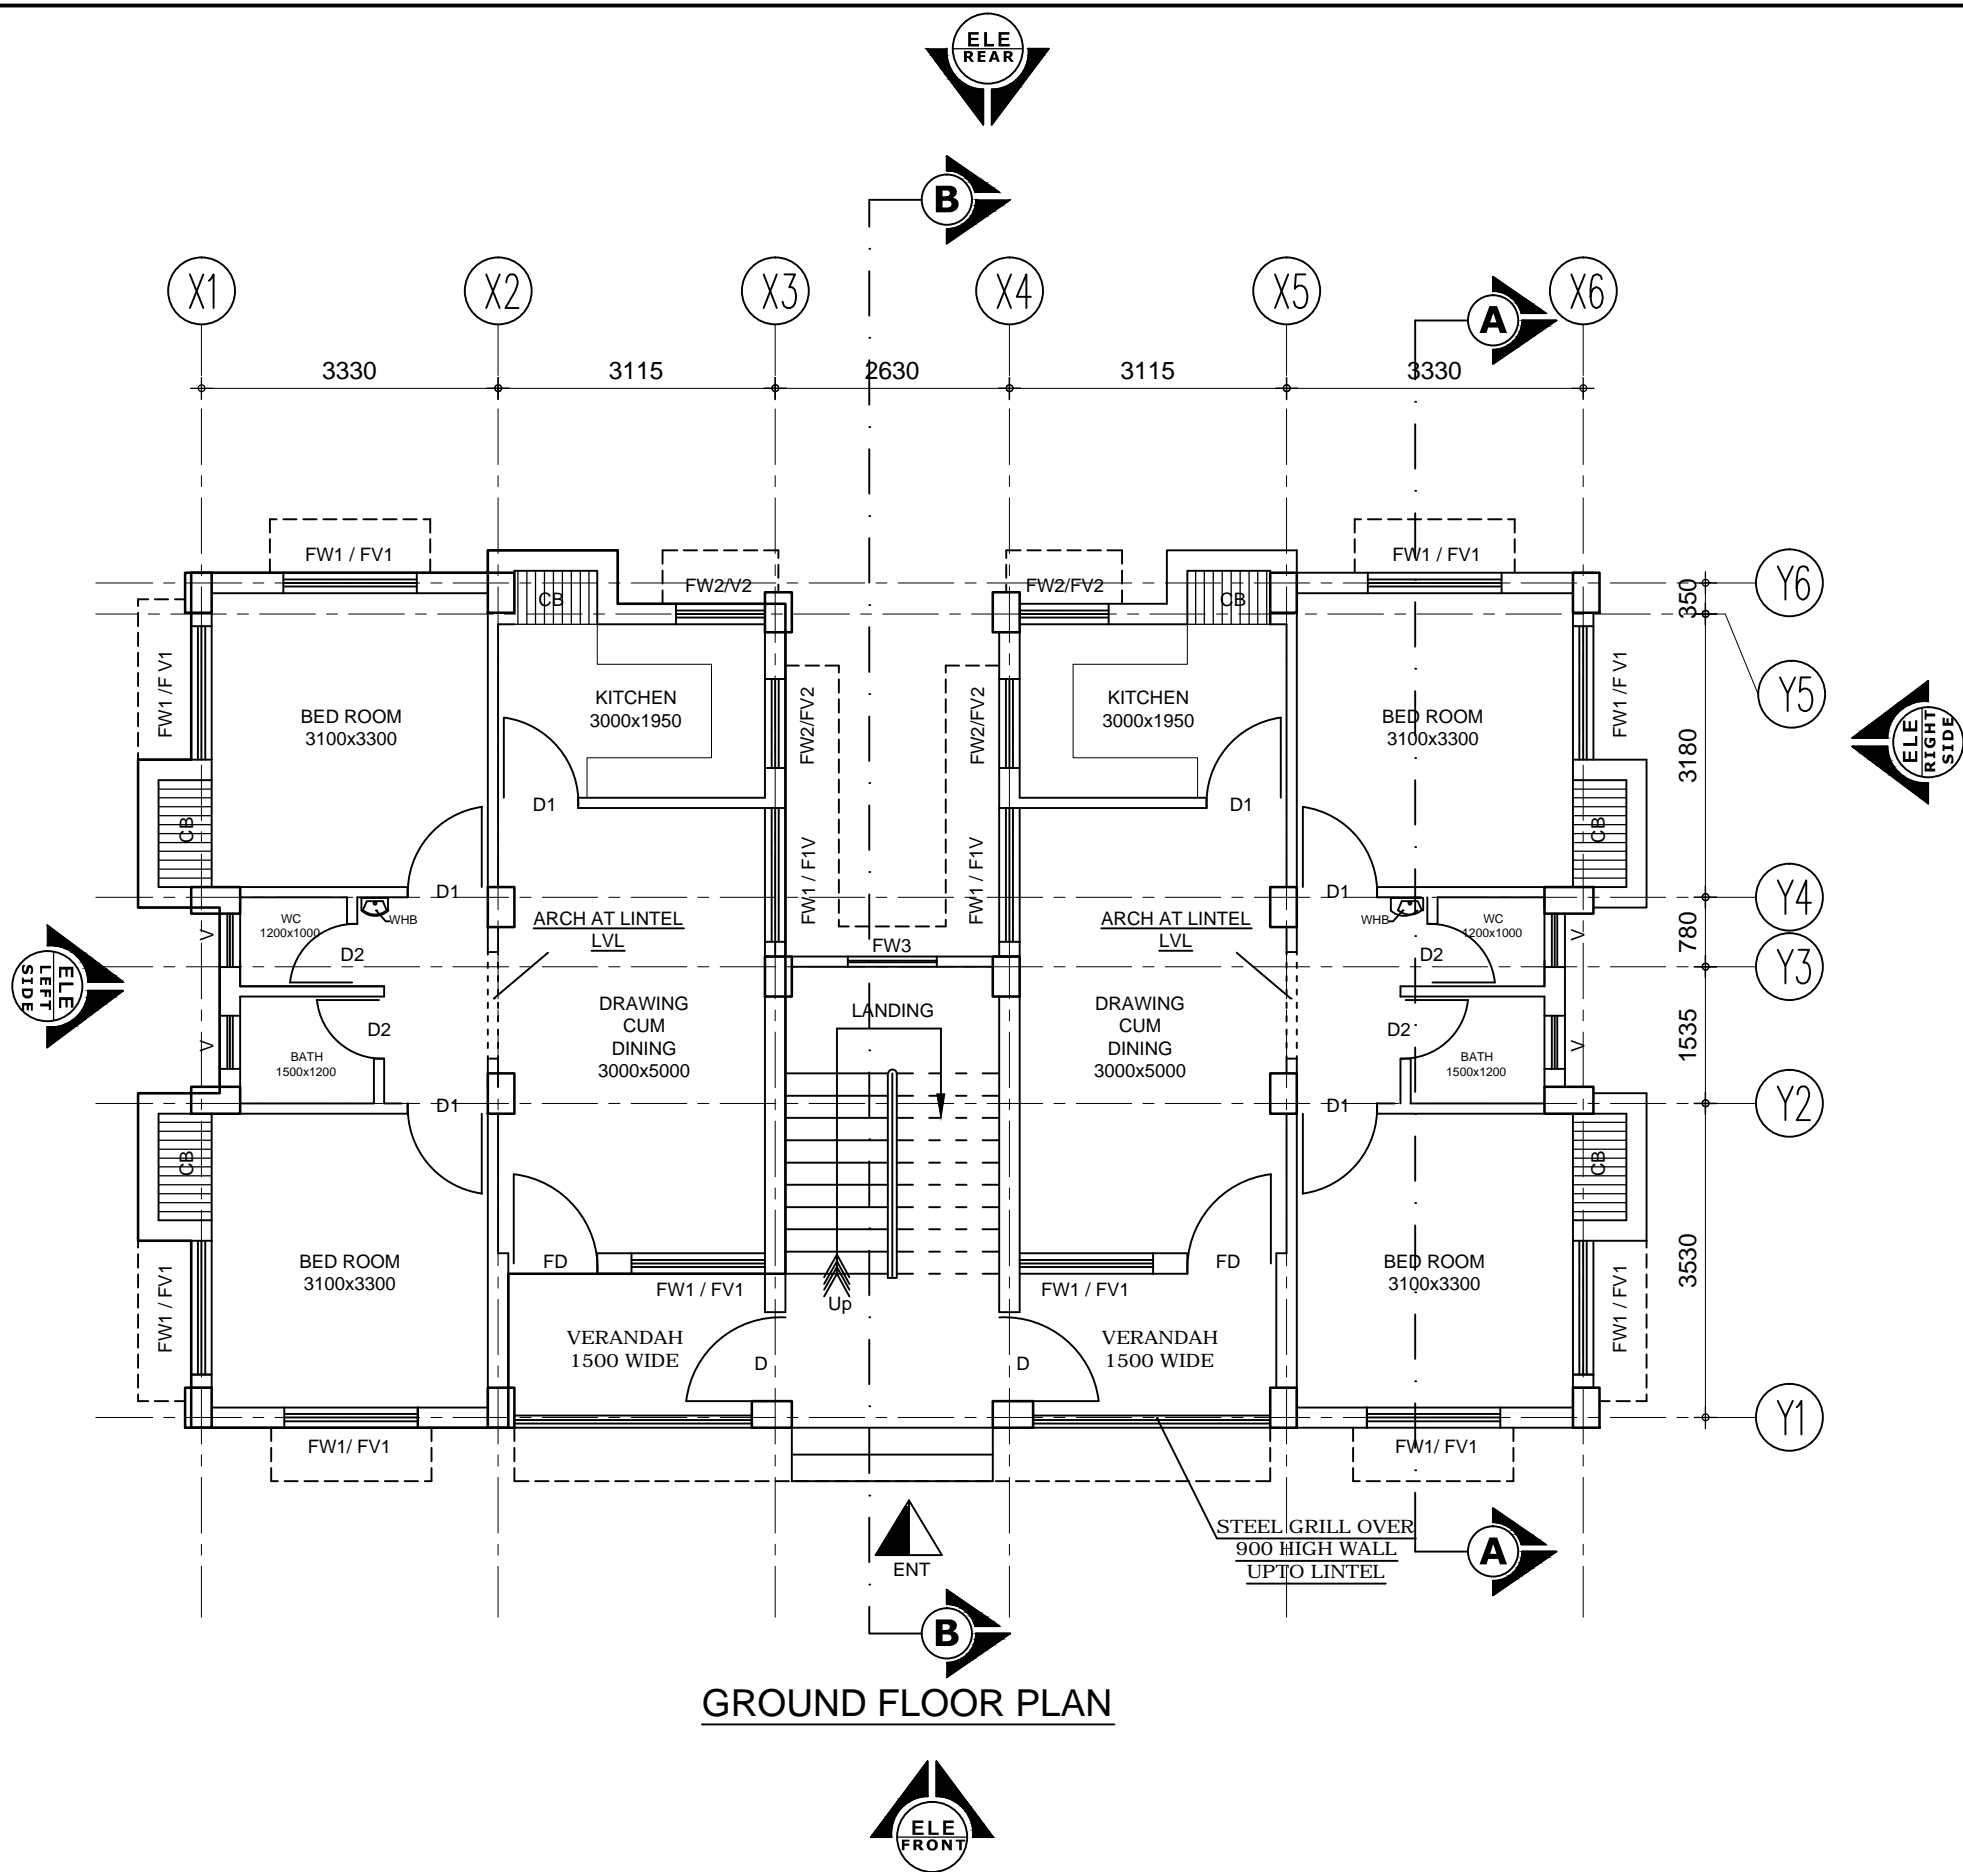 ELE
REAR
B
X1
X2
X3
X4
X5
X6
A
3330
3115
2630
3115
3330
FW1 / FV1
FW1 / FV1
CB
FW2/V2
FW2/FV2
CB
Y6
350
Y5
FW1 /F V1
BED ROOM
3100x3300
KITCHEN
3000x1950
FW2/FV2
FW2/FV2
KITCHEN
3000x1950
BED ROOM
3100x3300
FW1 /F V1
3180
ELE
RIGHT
SIDE
CB
D1
D1
CB
D1
FW1 / F1V
FW1 / F1V
D1
Y4
WC
1200x1000
WHB
ARCH AT LINTEL
LVL
ARCH AT LINTEL
LVL
WHB
WC
1200x1000
V
V
780
FW3
D2
D2
Y3
ELE
LEFT
SIDE
DRAWING
CUM
DINING
3000x5000
LANDING
DRAWING
CUM
DINING
3000x5000
D2
D2
1535
V
BATH
1500x1200
BATH
1500x1200
V
D1
D1
Y2
CB
CB
BED ROOM
3100x3300
FD
FD
BED ROOM
3100x3300
3530
FW1 / FV1
FW1 / FV1
Up
FW1 / FV1
FW1 / FV1
VERANDAH
1500 WIDE
D
D
VERANDAH
1500 WIDE
Y1
FW1/ FV1
FW1/ FV1
STEEL GRILL OVER
900 HIGH WALL
UPTO LINTEL
A
ENT
B
GROUND FLOOR PLAN
ELE
FRONT